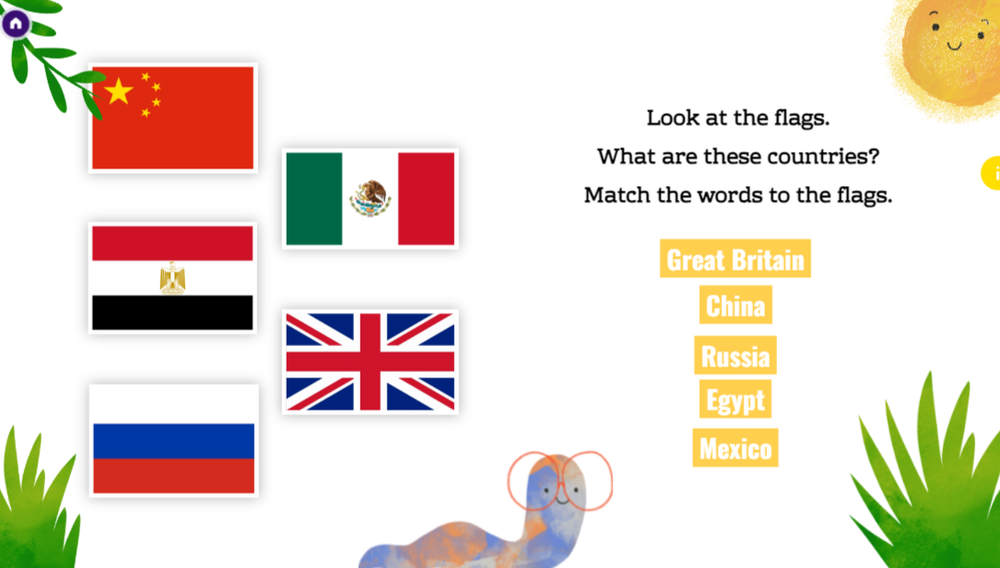 Look at the flags.
What are these countries?
Match the words to the flags.
Great Britain
China
Russia
Egypt
Mexico
i